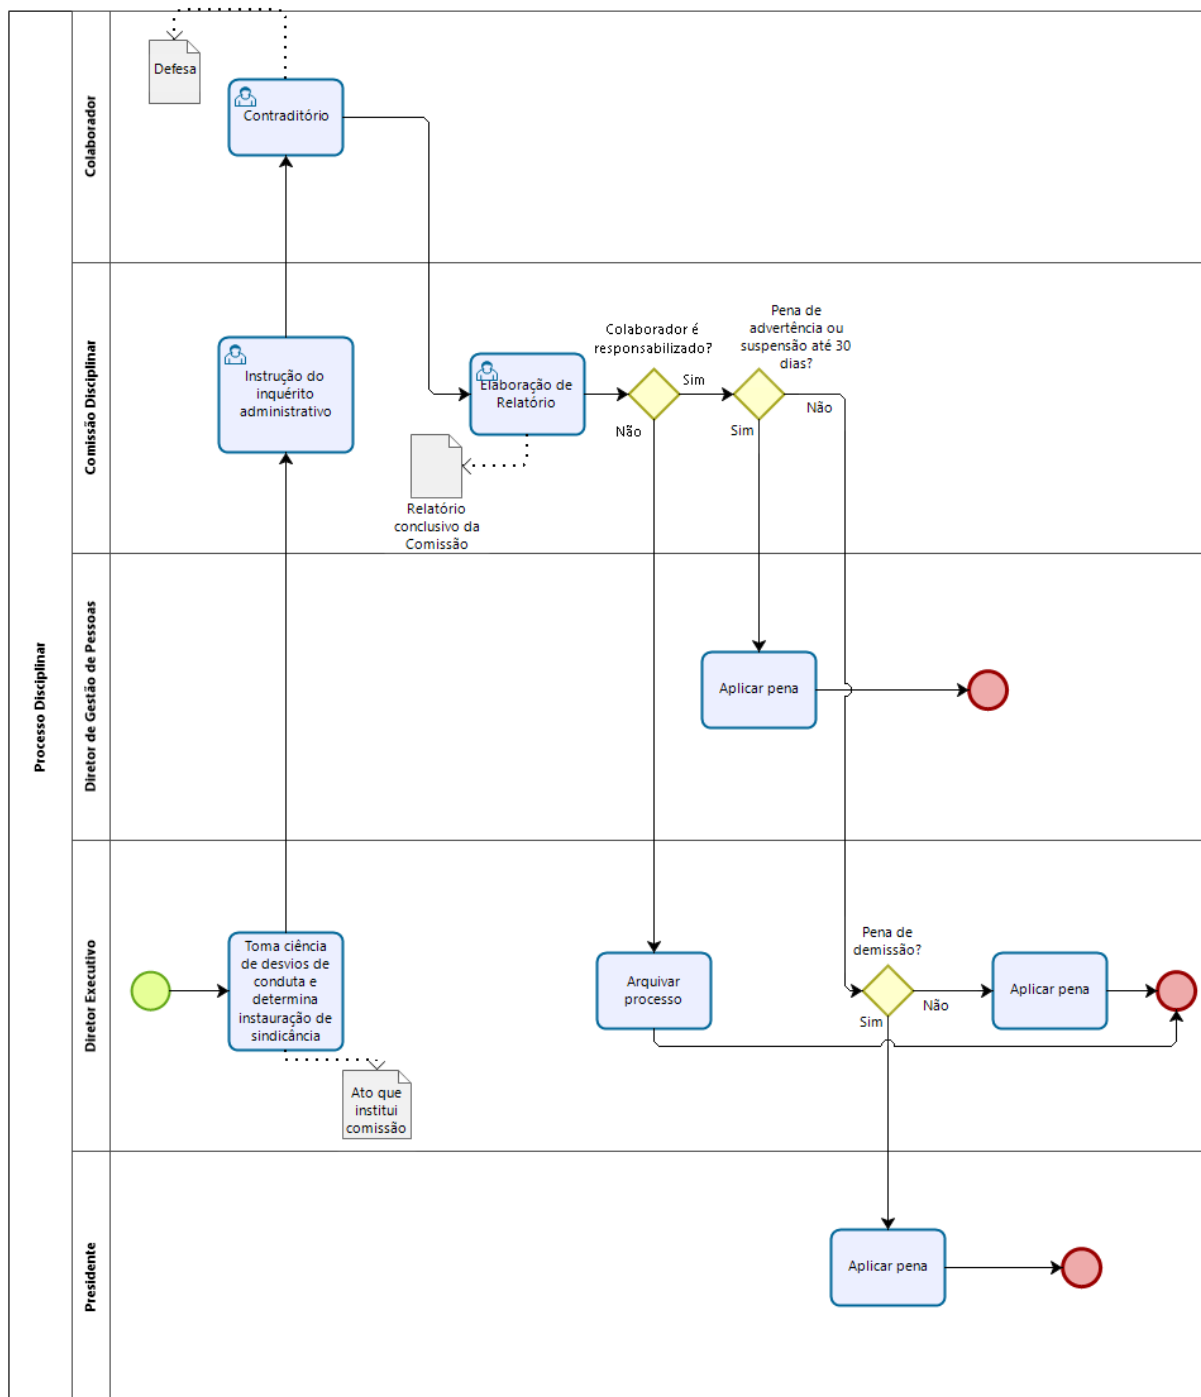 Processo Disciplinar
Colaborador
Defesa
Contraditório
Comissão Disciplinar
Instrução do
inquérito
administrativo
Elaboração de
Relatório
Relatório
conclusivo da
Comissão
Colaborador é
responsabilizado?
Sim
Não
Pena de
advertência ou
suspensão até 30
dias?
Não
Sim
Diretor de Gestão de Pessoas
Aplicar pena
Diretor Executivo
Toma ciência
de desvios de
conduta e
determina
instauração de
sindicância
Ato que
institui
comissão
Arquivar
processo
Pena de
demissão?
Não
Sim
Aplicar pena
Presidente
Aplicar pena